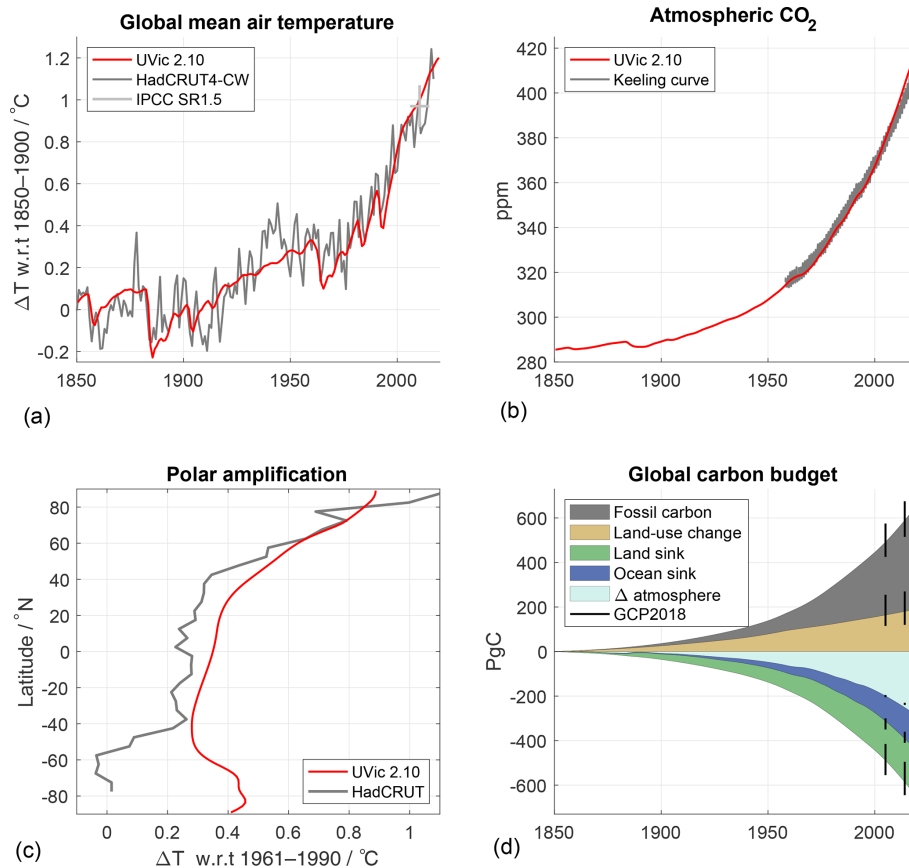 Global mean air temperature
UVic 2.10
HadCRUT4-CW
IPCC SR1.5
1.2
1
0.8
0.6
0.4
0.2
0
-0.2
ΔT w.r.t 1850–1900 / °C
1850
1900
1950
2000
(a)
Atmospheric CO₂
UVic 2.10
Keeling curve
420
400
380
360
340
320
300
280
ppm
1850
1900
1950
2000
(b)
Polar amplification
80
60
40
20
0
-20
-40
-60
-80
Latitude / °N
UVic 2.10
HadCRUT
0
0.2
0.4
0.6
0.8
1
ΔT w.r.t 1961–1990 / °C
(c)
Global carbon budget
Fossil carbon
Land-use change
Land sink
Ocean sink
Δ atmosphere
GCP2018
600
400
200
0
-200
-400
-600
PgC
1850
1900
1950
2000
(d)